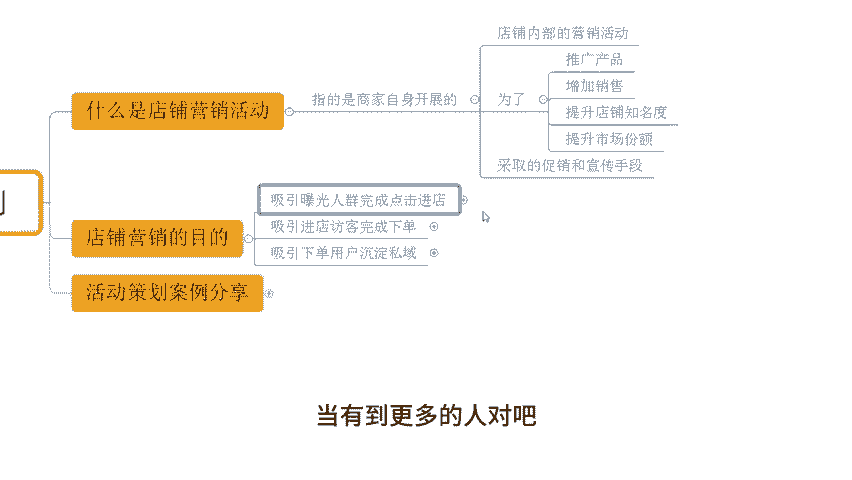 店铺内部的营销活动
推广产品
增加销售
什么是店铺营销活动
指的是商家自身开展的
为了
提升店铺知名度
提升市场份额
采取的促销和宣传手段
吸引曝光人群完成点击进店
店铺营销的目的
吸引进店访客完成下单
吸引下单用户沉淀私域
活动策划案例分享
当有到更多的人对吧